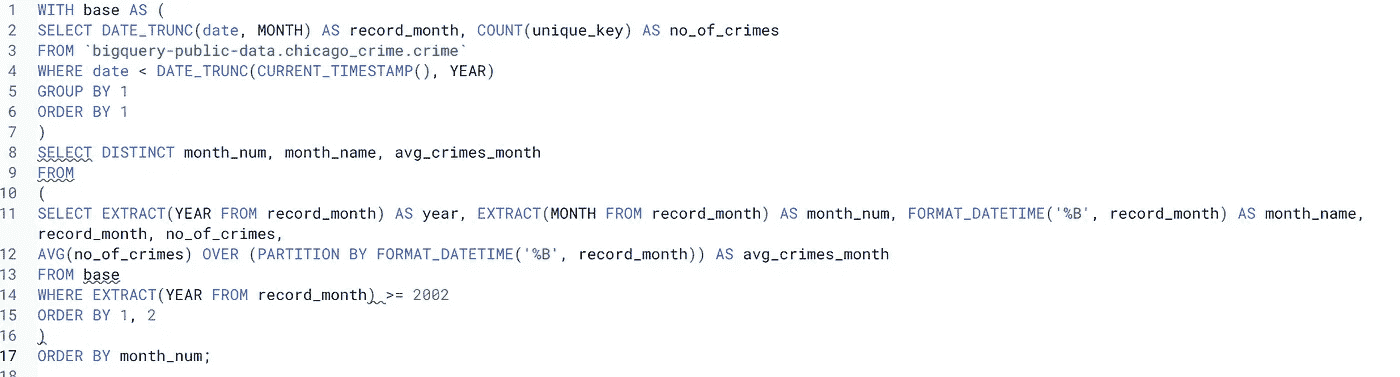 1 WITH base AS (
2 SELECT DATE_TRUNC(date, MONTH) AS record_month, COUNT(unique_key) AS no_of_crimes
3 FROM `bigquery-public-data.chicago_crime.crime`
4 WHERE date < DATE_TRUNC(CURRENT_TIMESTAMP(), YEAR)
5 GROUP BY 1
6 ORDER BY 1
7 )
8 SELECT DISTINCT month_num, month_name, avg_crimes_month
9 FROM
10 (
11 SELECT EXTRACT(YEAR FROM record_month) AS year, EXTRACT(MONTH FROM record_month) AS month_num, FORMAT_DATETIME('%B', record_month) AS month_name,
record_month, no_of_crimes,
12 AVG(no_of_crimes) OVER (PARTITION BY FORMAT_DATETIME('%B', record_month)) AS avg_crimes_month
13 FROM base
14 WHERE EXTRACT(YEAR FROM record_month) >= 2002
15 ORDER BY 1, 2
16 )
17 ORDER BY month_num;
18